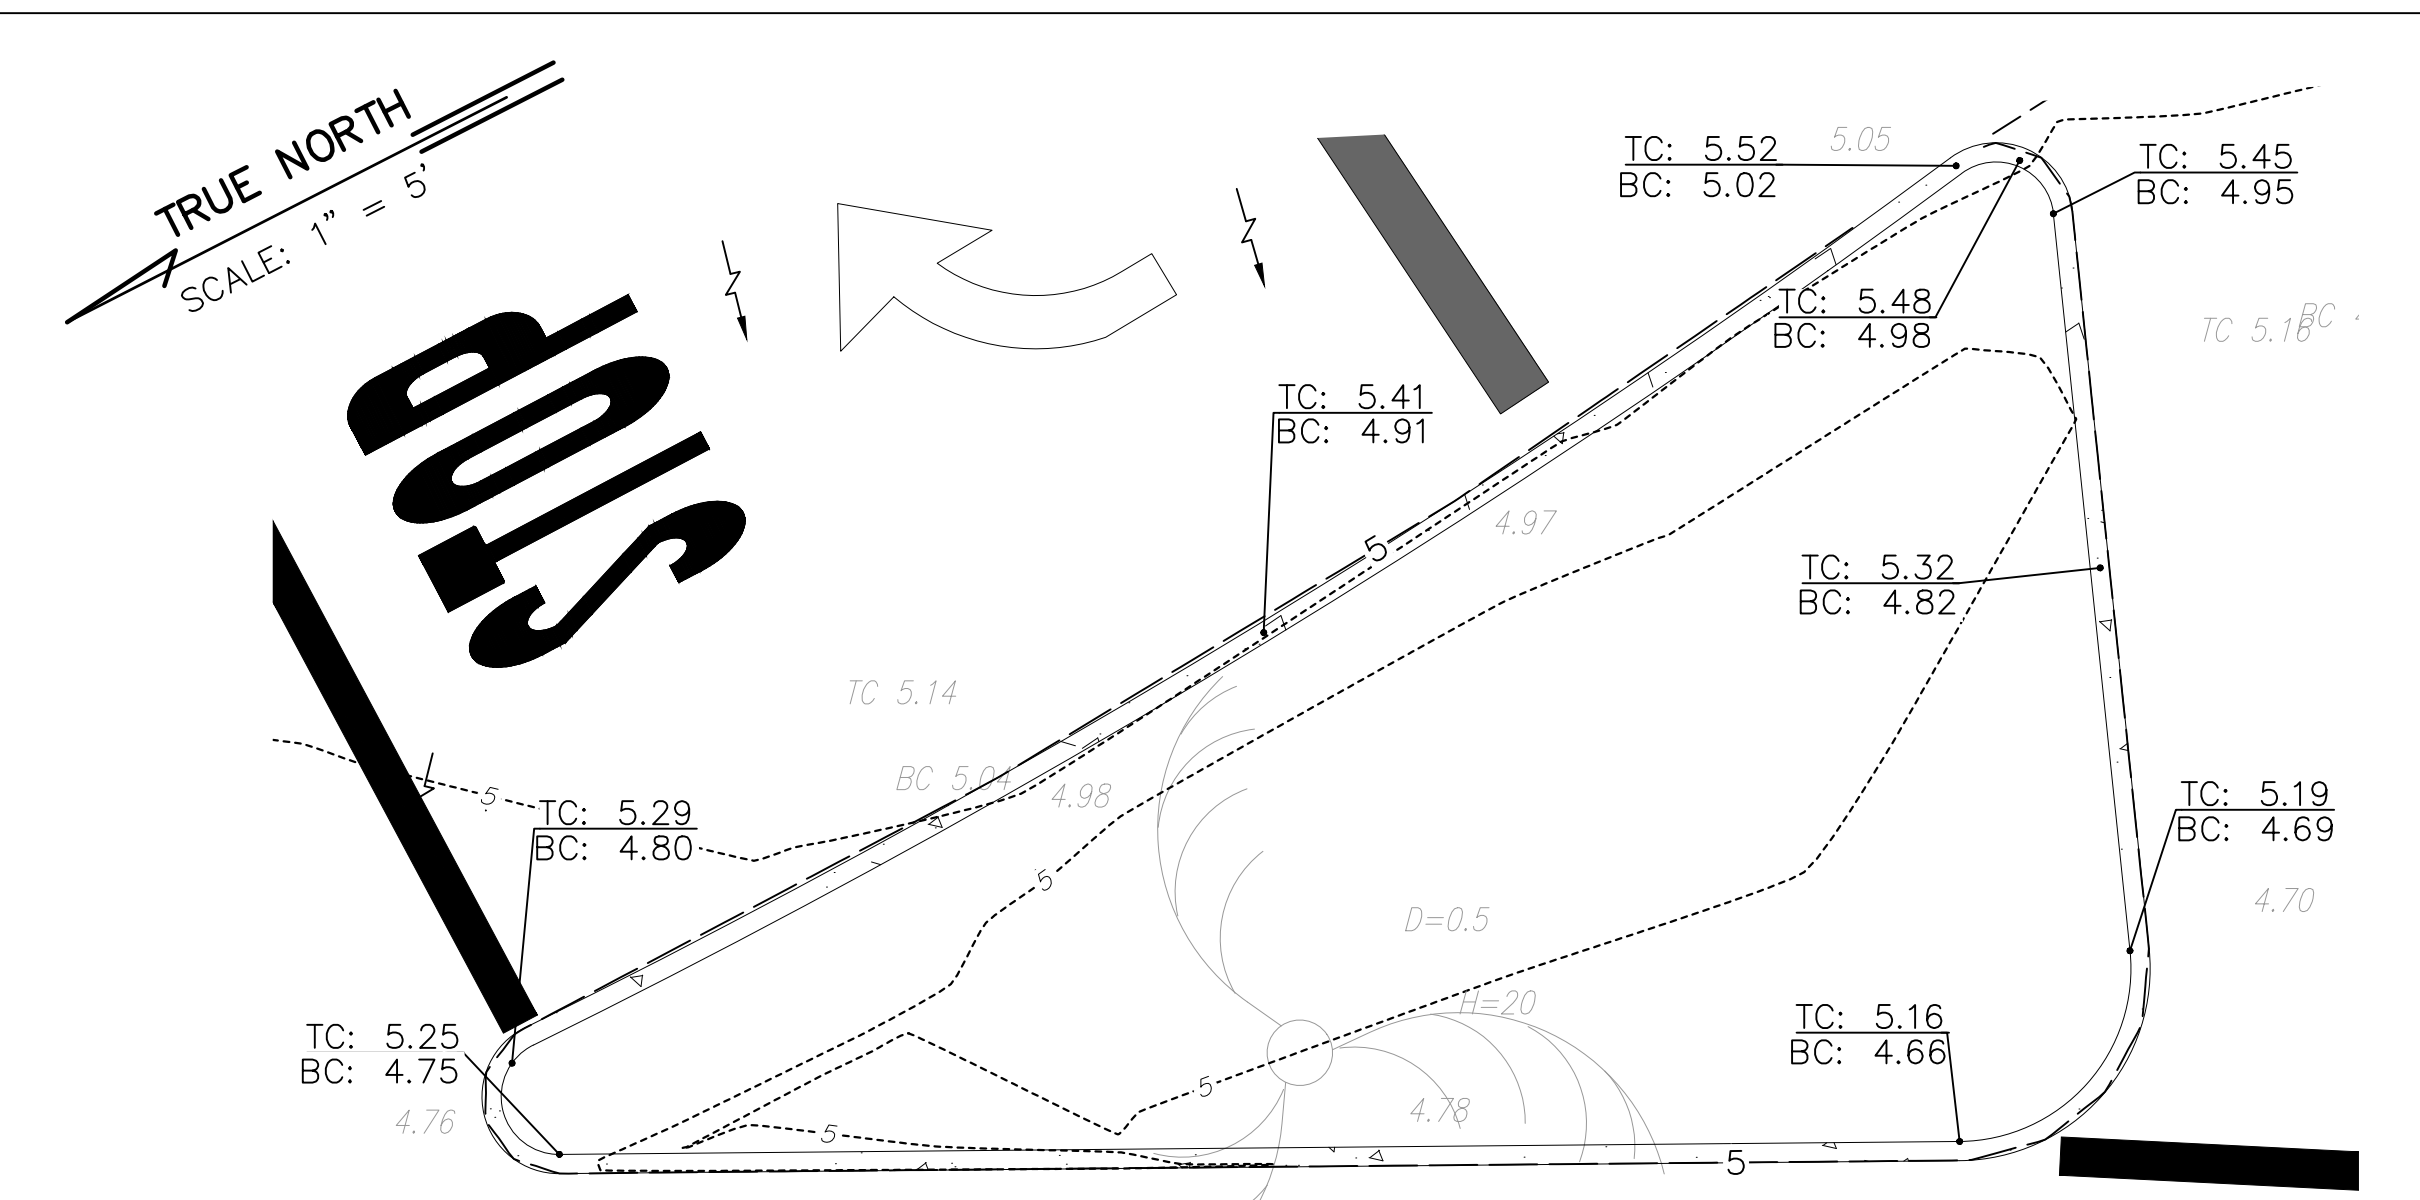 TRUE NORTH
SCALE: 1" = 5'
STOP
TC: 5.52
BC: 5.02
5.05
TC: 5.45
BC: 4.95
TC: 5.48
BC: 4.98
TC 5.16
BC
TC: 5.41
BC: 4.91
5
4.97
TC: 5.32
BC: 4.82
TC 5.14
BC 5.04
4.98
5
TC: 5.29
BC: 4.80
5
TC: 5.19
BC: 4.69
4.70
D=0.5
H=20
TC: 5.25
BC: 4.75
4.76
TC: 5.16
BC: 4.66
5
4.78
5
5